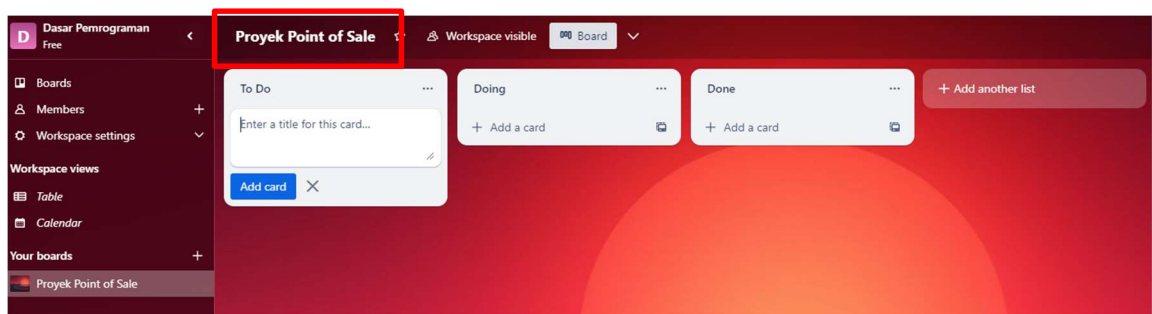 D
Dasar Pemrograman
Free
Proyek Point of Sale
Workspace visible
Board
Boards
Members
Workspace settings
Workspace views
Table
Calendar
Your boards
Proyek Point of Sale
To Do
Enter a title for this card...
Add card
Doing
+ Add a card
Done
+ Add a card
+ Add another list